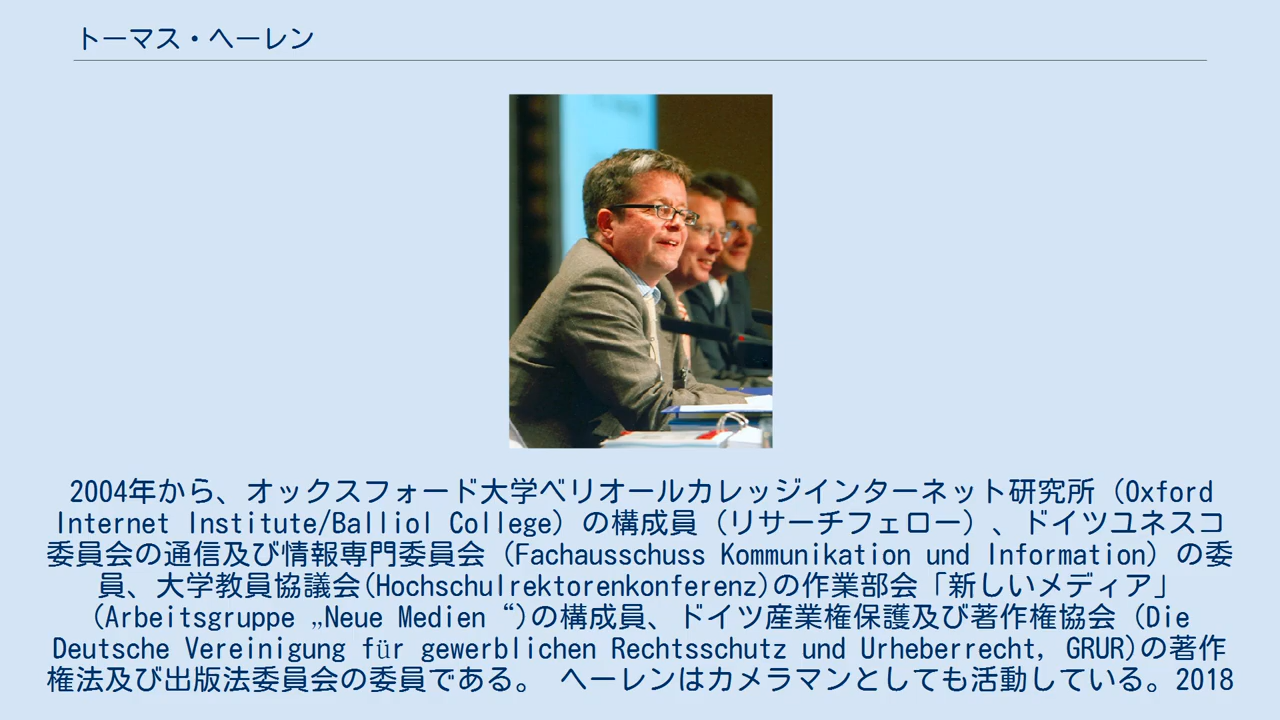 トーマス・へーレン
2004年から、オックスフォード大学ベリオールカレッジインターネット研究所（Oxford
Internet Institute/Balliol College）の構成員（リサーチフェロー）、ドイツユネスコ
委員会の通信及び情報専門委員会（Fachausschuss Kommunikation und Information）の委
員、大学教員協議会(Hochschulrektorenkonferenz)の作業部会「新しいメディア」
(Arbeitsgruppe „Neue Medien “)の構成員、ドイツ産業権保護及び著作権協会（Die
Deutsche Vereinigung für gewerblichen Rechtsschutz und Urheberrecht, GRUR)の著作
権法及び出版法委員会の委員である。 へーレンはカメラマンとしても活動している。2018